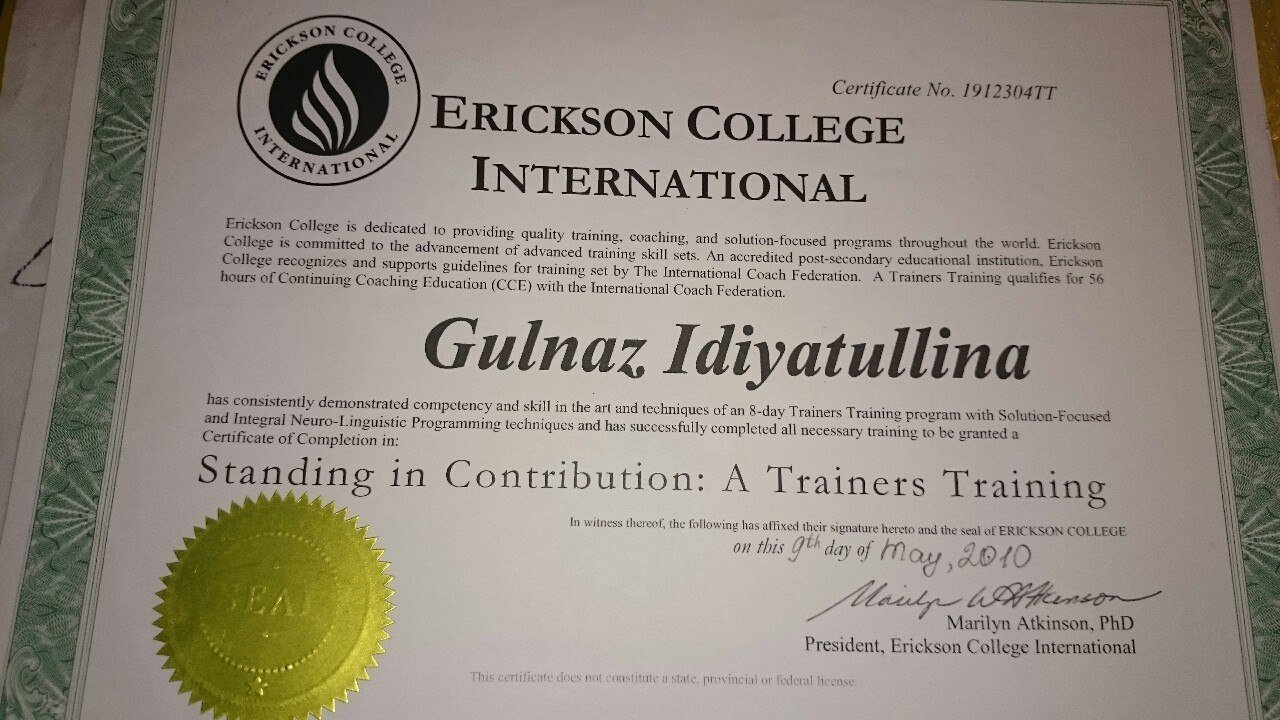 ERICKSON COLLEGE
INTERNATIONAL
Certificate No. 1912304TT
ERICKSON COLLEGE
INTERNATIONAL
Erickson College is dedicated to providing quality training, coaching, and solution-focused programs throughout the world. Erickson
College is committed to the advancement of advanced training skill sets. An accredited post-secondary educational institution, Erickson
College recognizes and supports guidelines for training set by The International Coach Federation. A Trainers Training qualifies for 56
hours of Continuing Coaching Education (CCE) with the International Coach Federation.
Gulnaz Idiyatullina
has consistently demonstrated competency and skill in the art and techniques of an 8-day Trainers Training program with Solution-Focused
and Integral Neuro-Linguistic Programming techniques and has successfully completed all necessary training to be granted a
Certificate of Completion in:
Standing in Contribution: A Trainers Training
In witness thereof, the following has affixed their signature hereto and the seal of ERICKSON COLLEGE
on this 9th day of May, 2010
Marilyn W Atkinson
Marilyn Atkinson, PhD
President, Erickson College International
SEAL
This certificate does not constitute a state, provincial or federal license.